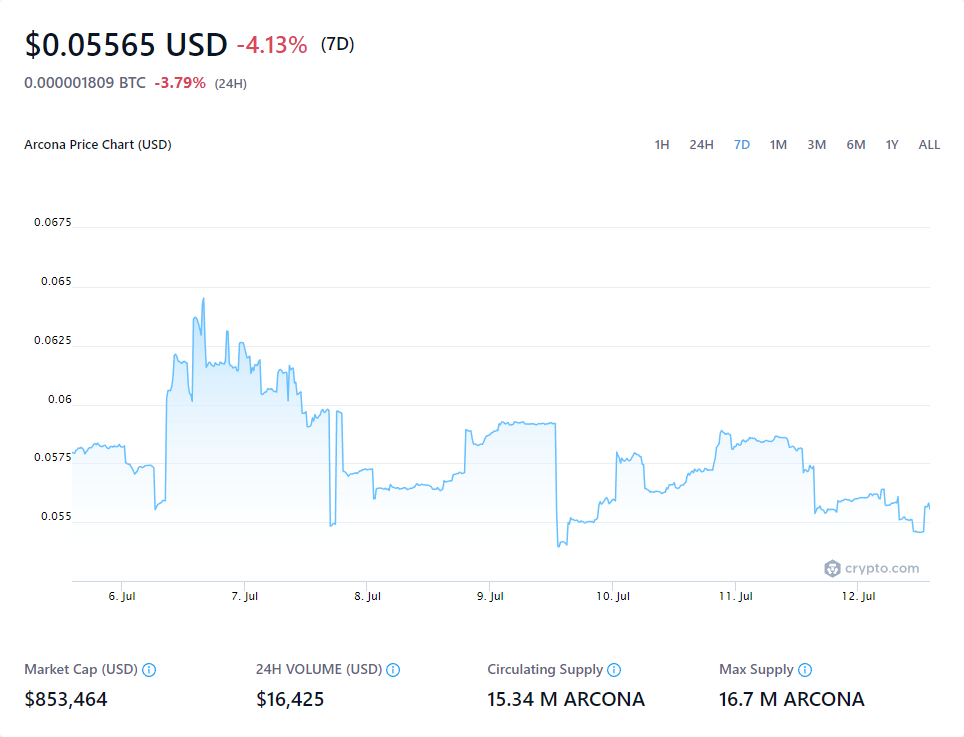 $0.05565 USD -4.13% (7D)
0.000001809 BTC -3.79% (24H)
Arcona Price Chart (USD)
1H 24H 7D 1M 3M 6M 1Y ALL
0.0675
0.065
0.0625
0.06
0.0575
0.055
crypto.com
6. Jul 7. Jul 8. Jul 9. Jul 10. Jul 11. Jul 12. Jul
Market Cap (USD) 24H VOLUME (USD) Circulating Supply Max Supply
$853,464 $16,425 15.34 M ARCONA 16.7 M ARCONA